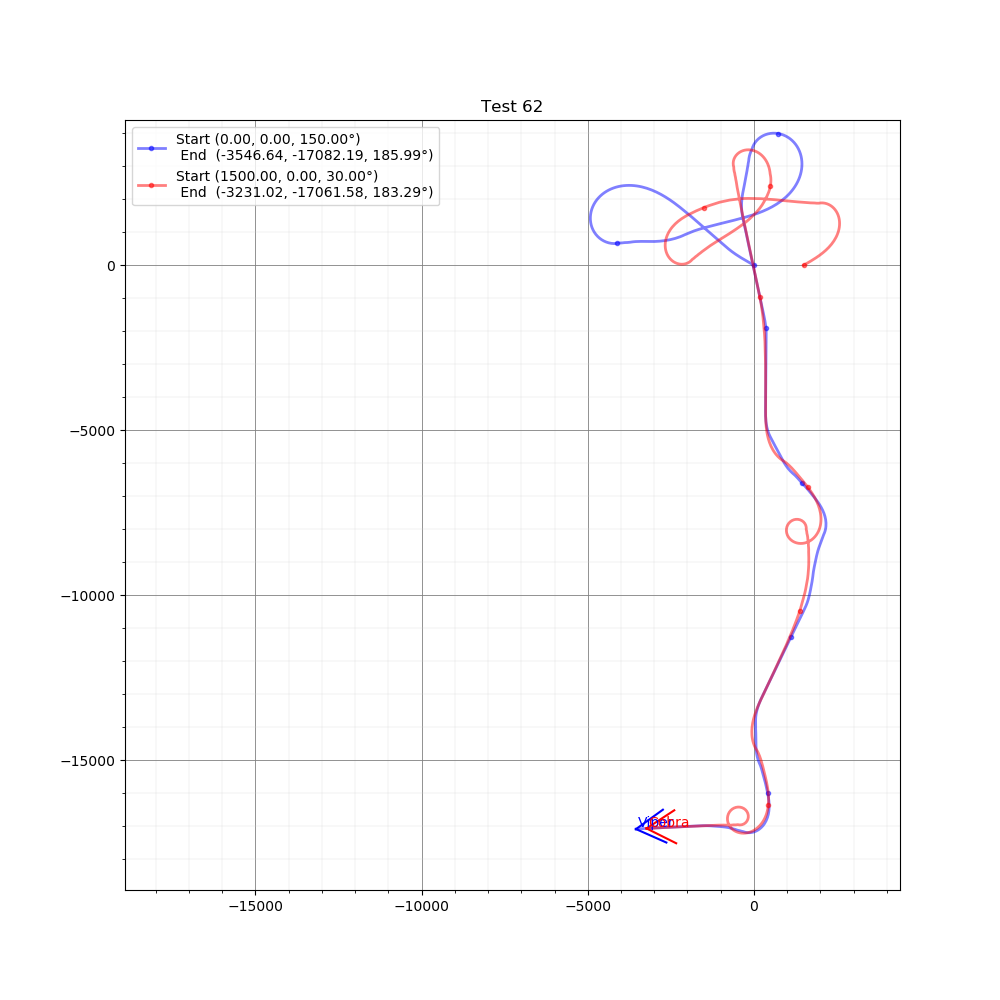 Test 62
Start (0.00, 0.00, 150.00°)
End (-3546.64, -17082.19, 185.99°)
Start (1500.00, 0.00, 30.00°)
End (-3231.02, -17061.58, 183.29°)
0
−5000
−10000
−15000
−15000
−10000
−5000
0